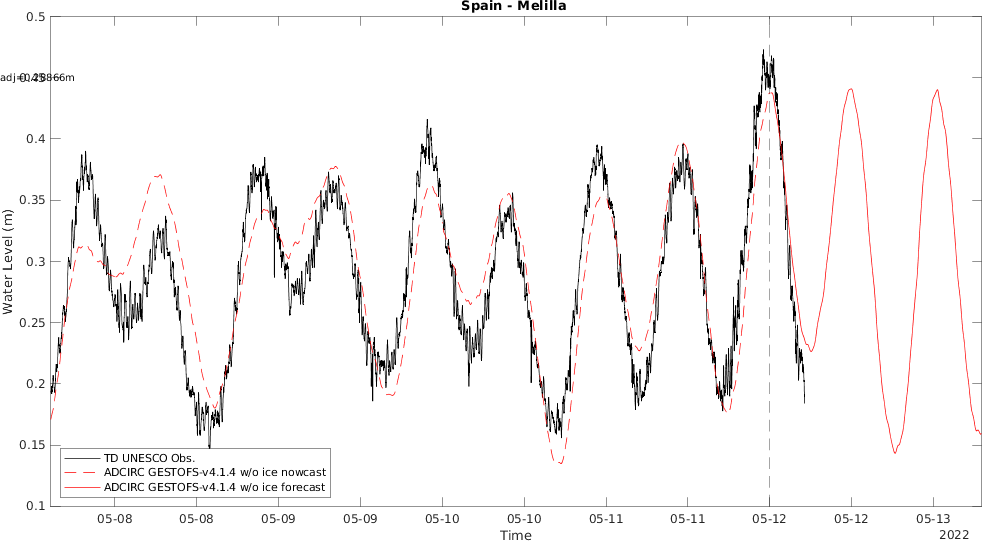 Spain - Melilla
0.5
0.45
0.4
0.35
0.3
0.25
0.2
0.15
0.1
Water Level (m)
TD UNESCO Obs.
ADCIRC GESTOFS-v4.1.4 w/o ice nowcast
ADCIRC GESTOFS-v4.1.4 w/o ice forecast
05-08 05-08 05-09 05-09 05-10 05-10 05-11 05-11 05-12 05-12 05-13
Time
2022